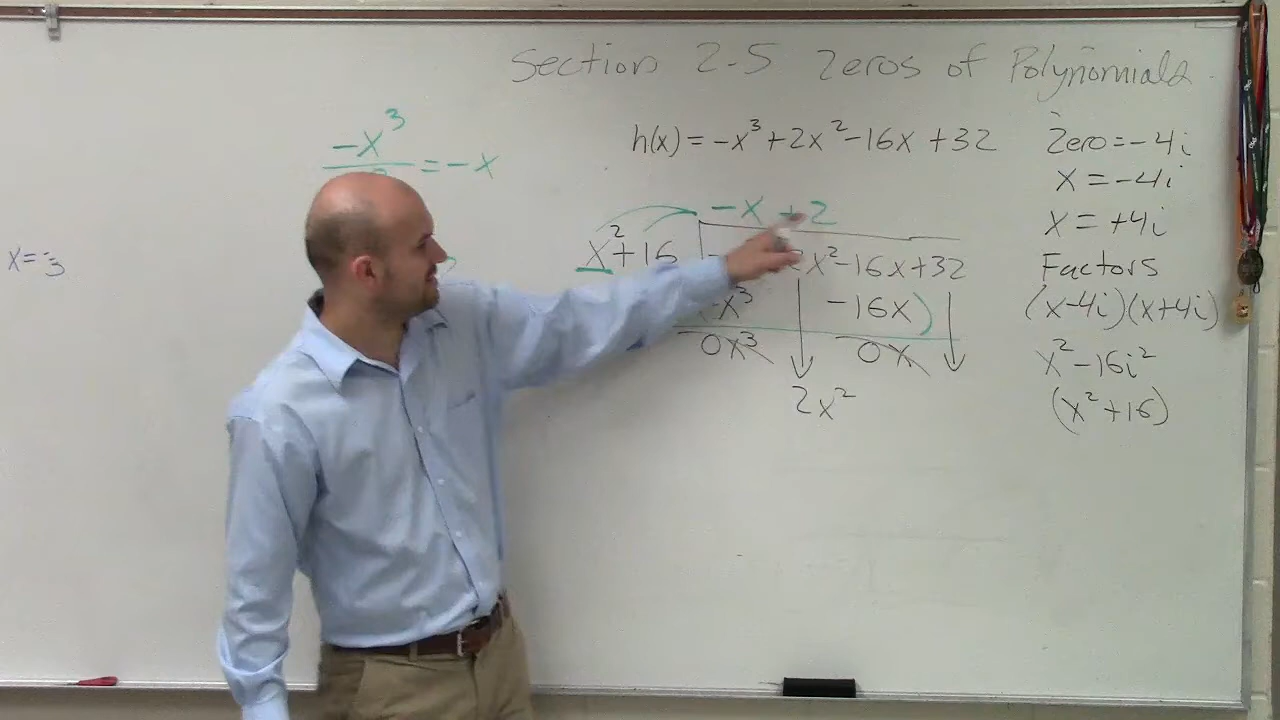 Section 2-5 Zeros of Polynomials
h(x) = -x³ + 2x² - 16x + 32
Zero = -4i
x = -4i
x = +4i
Factors
(x-4i)(x+4i)
x² - 16i²
(x² + 16)
-x³ = -x
x = -3
-x + 2
x² + 16
x² - 16x + 32
-x³ - 16x)
0x³ 0x
2x²